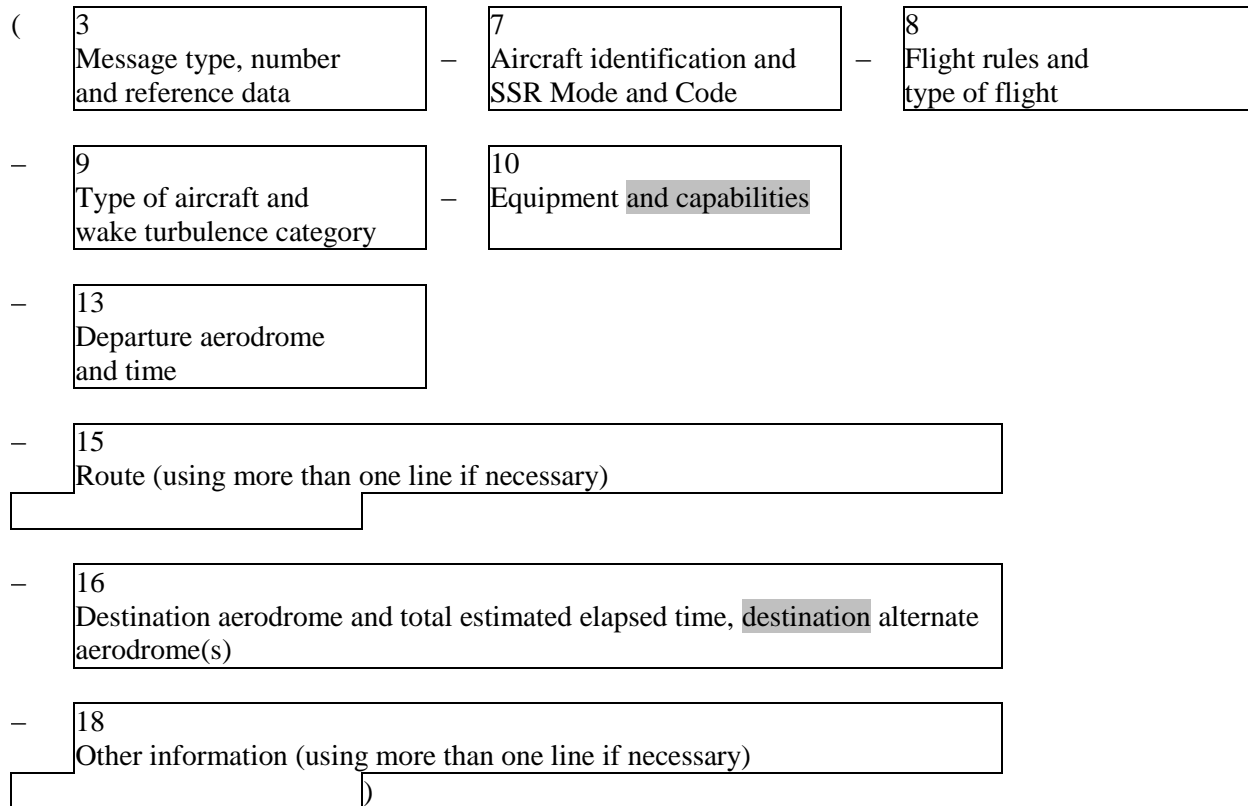 ( 3 7 8
Message type, number – Aircraft identification and – Flight rules and
and reference data SSR Mode and Code type of flight
– 9 10
Type of aircraft and – Equipment and capabilities
wake turbulence category
– 13
Departure aerodrome
and time
– 15
Route (using more than one line if necessary)
– 16
Destination aerodrome and total estimated elapsed time, destination alternate
aerodrome(s)
– 18
Other information (using more than one line if necessary)
)